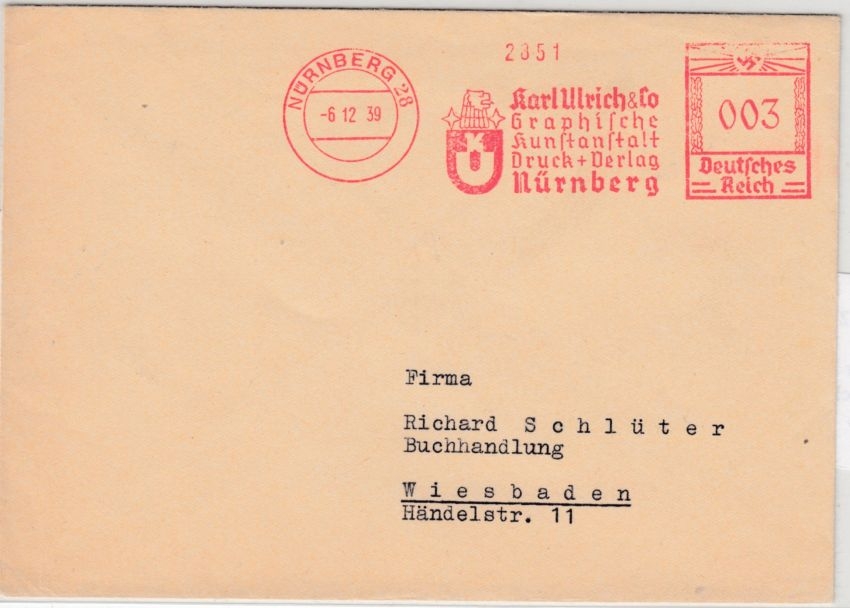 2851
NÜRNBERG 28
-6 12 39
K
U
Karl Ulrich & Co
Graphische
Kunstanstalt
Druck + Verlag
Nürnberg
003
Deutsches
Reich
Firma
Richard Schlüter
Buchhandlung
Wiesbaden
Händelstr. 11